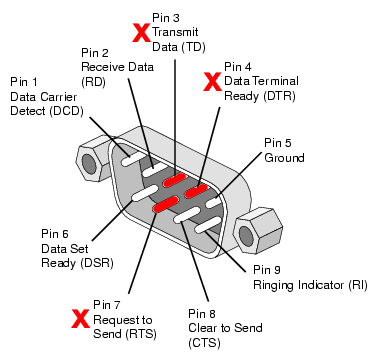 Pin 3
X Transmit
Data (TD)
Pin 2
Receive Data
(RD)
Pin 4
X Data Terminal
Ready (DTR)
Pin 1
Data Carrier
Detect (DCD)
Pin 5
Ground
Pin 6
Data Set
Ready (DSR)
Pin 9
Ringing Indicator (RI)
Pin 7
X Request to
Send (RTS)
Pin 8
Clear to Send
(CTS)